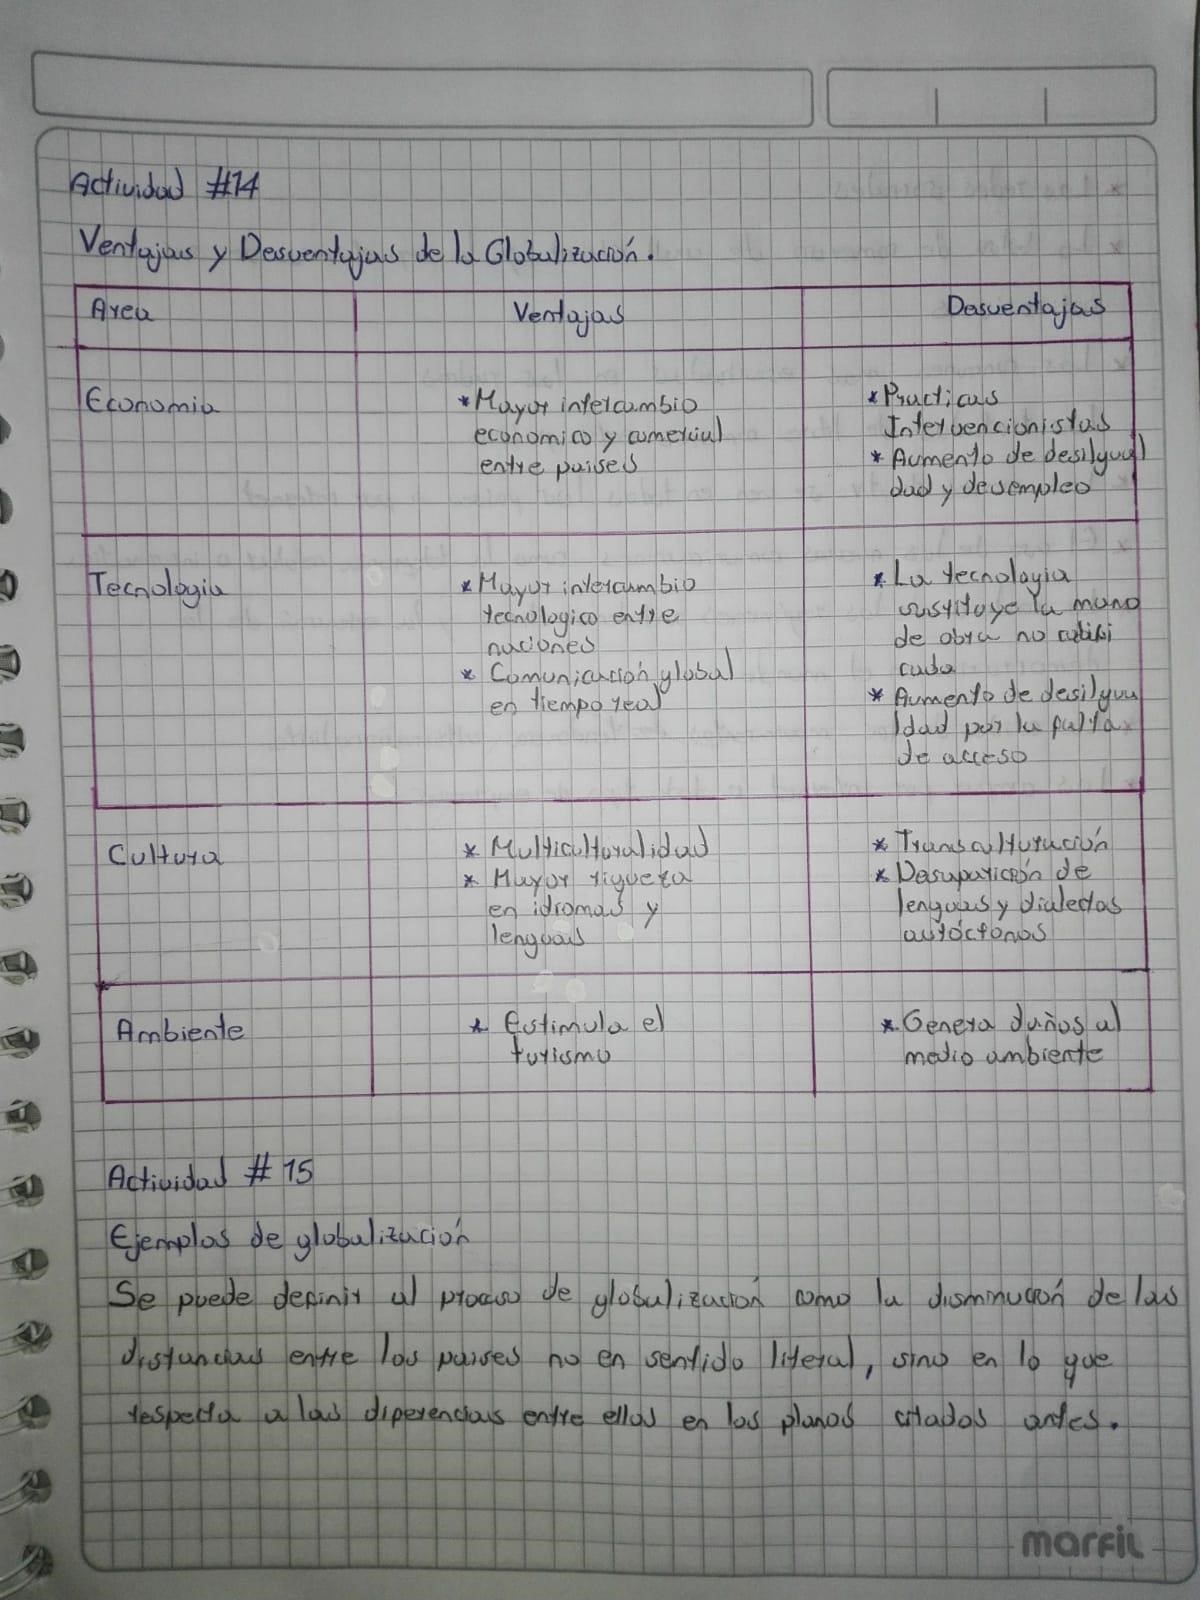 Actividad #14
Ventajas y Desventajas de la Globalización.
Area
Ventajas
Desventajas
Economia
* Mayor intercambio
economico y comercial
entre paises
* Practicas
Intervencionistas
* Aumento de desilgual
dad y desempleo
Tecnologia
* Mayor intercambio
tecnologico entre
naciones
* Comunicación global
en tiempo real
* La tecnologia
sustituye la mano
de obra no califi
cada
* Aumento de desilgua
ldad por la falta
de acceso
Cultura
* Multiculturalidad
* Mayor riqueza
en idiomas y
lenguas
* Transculturación
* Desaparición de
lenguas y dialectos
autóctonos
Ambiente
* Estimula el
turismo
* Genera daños al
medio ambiente
Actividad #15
Ejemplos de globalización
Se puede definir al proceso de globalización como la disminución de las
distancias entre los paises no en sentido literal, sino en lo que
respecta a las diferencias entre ellos en los planos citados antes.
marfil